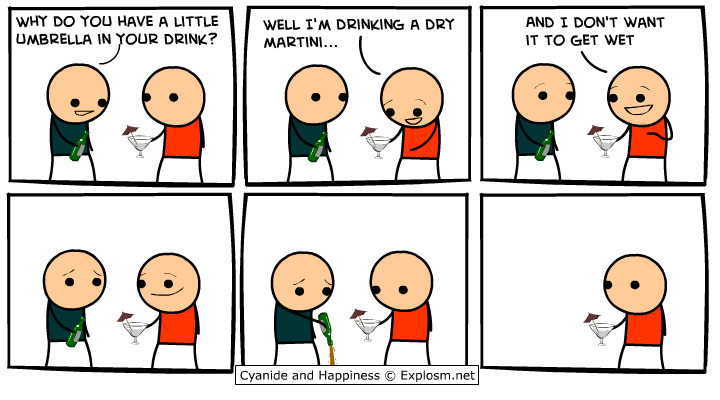 WHY DO YOU HAVE A LITTLE
UMBRELLA IN YOUR DRINK?
WELL I'M DRINKING A DRY
MARTINI...
AND I DON'T WANT
IT TO GET WET
Cyanide and Happiness © Explosm.net